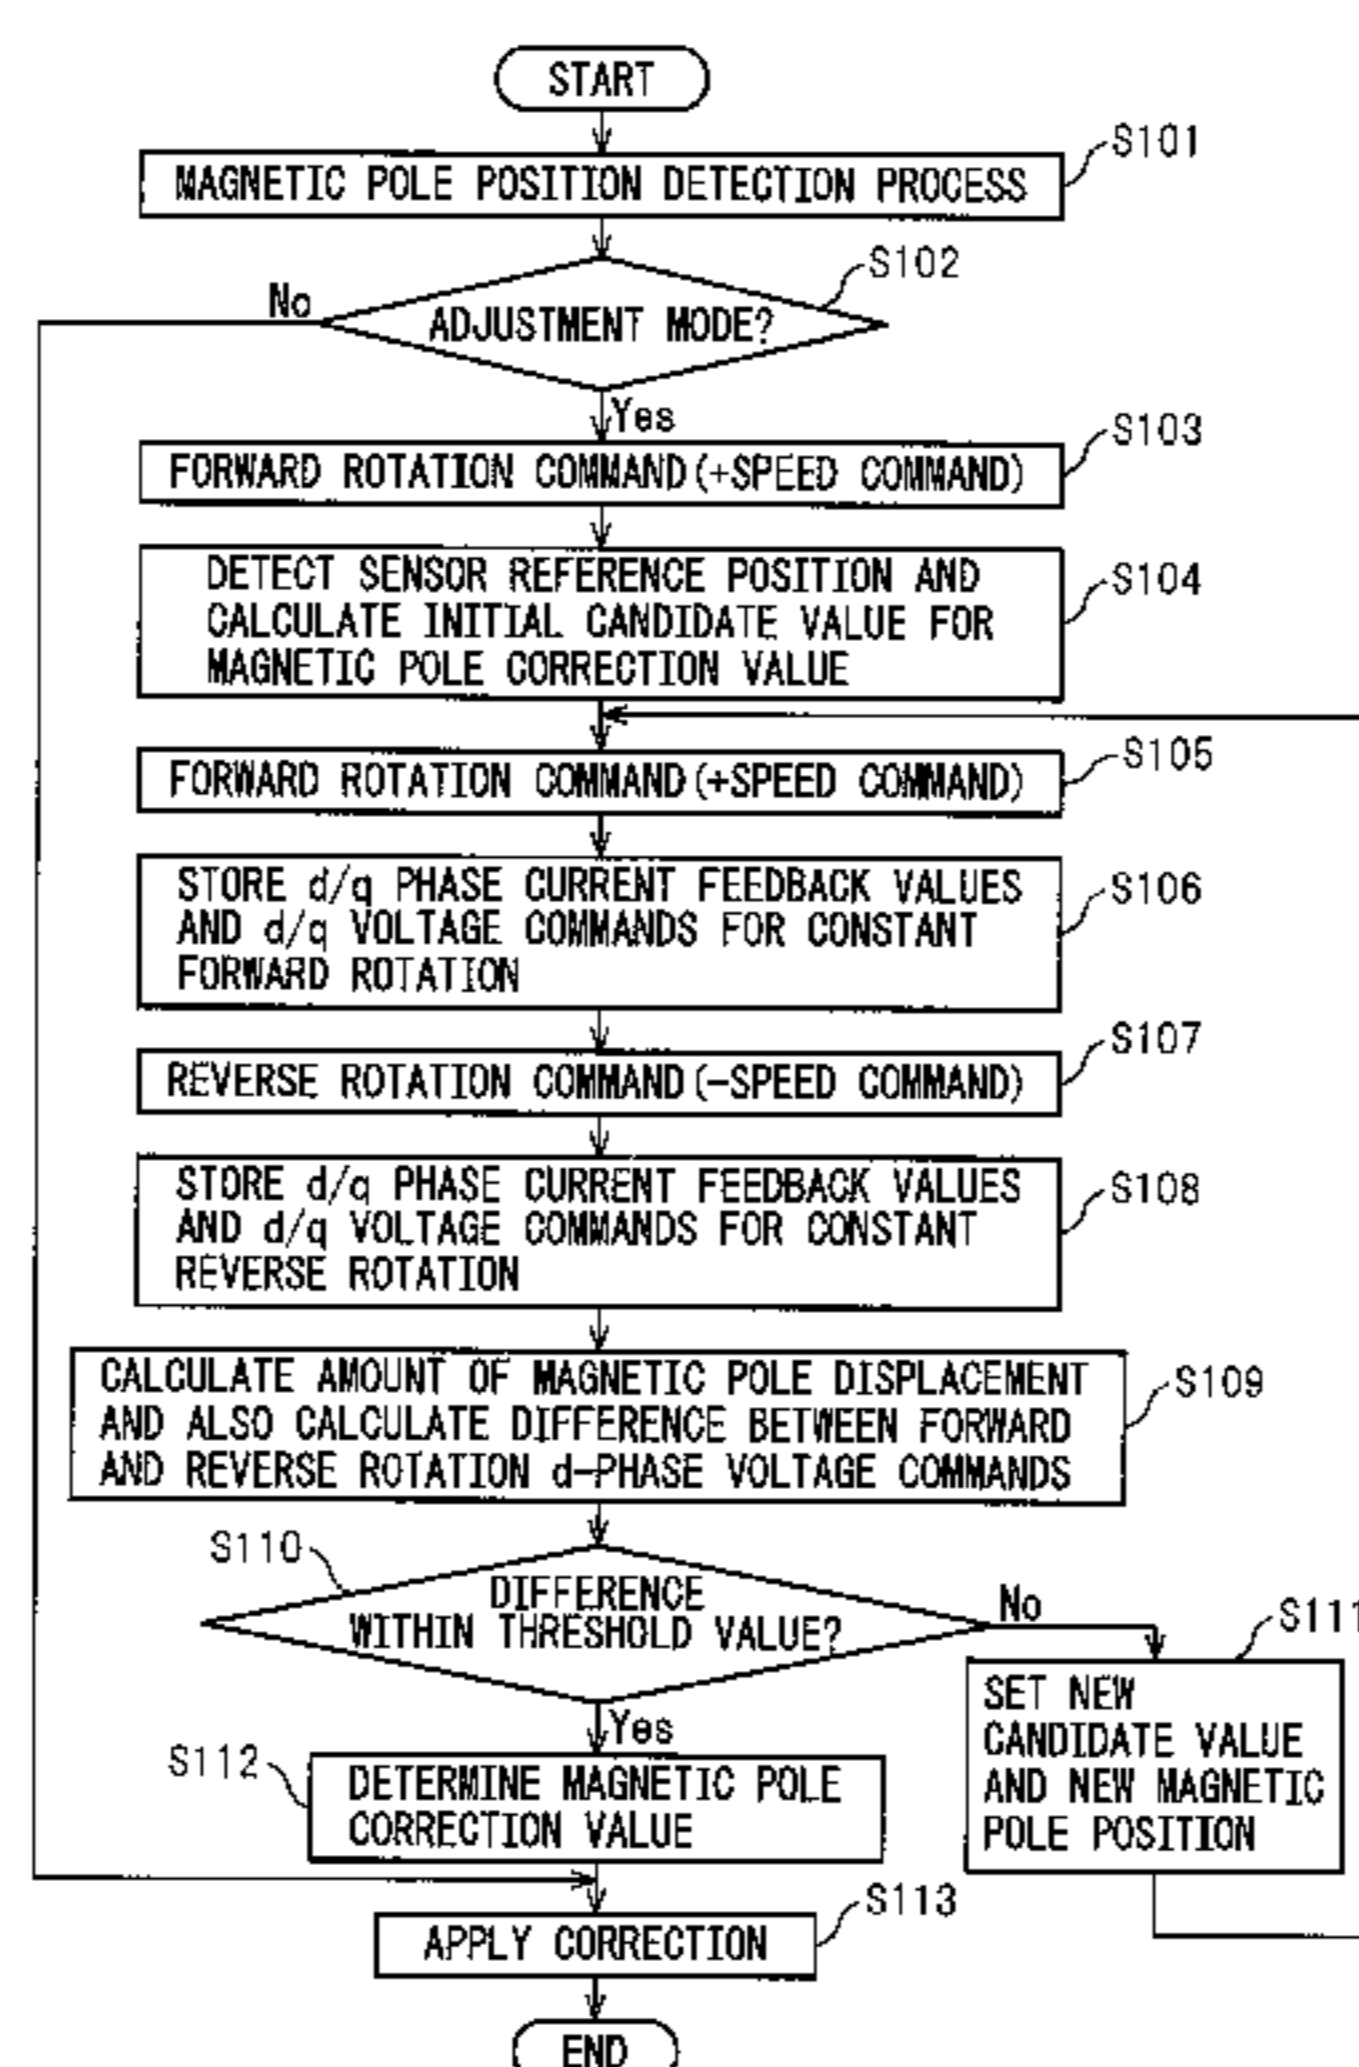 START
S101
MAGNETIC POLE POSITION DETECTION PROCESS
S102
No
ADJUSTMENT MODE?
Yes
S103
FORWARD ROTATION COMMAND(+SPEED COMMAND)
S104
DETECT SENSOR REFERENCE POSITION AND
CALCULATE INITIAL CANDIDATE VALUE FOR
MAGNETIC POLE CORRECTION VALUE
S105
FORWARD ROTATION COMMAND(+SPEED COMMAND)
S106
STORE d/q PHASE CURRENT FEEDBACK VALUES
AND d/q VOLTAGE COMMANDS FOR CONSTANT
FORWARD ROTATION
S107
REVERSE ROTATION COMMAND(-SPEED COMMAND)
S108
STORE d/q PHASE CURRENT FEEDBACK VALUES
AND d/q VOLTAGE COMMANDS FOR CONSTANT
REVERSE ROTATION
S109
CALCULATE AMOUNT OF MAGNETIC POLE DISPLACEMENT
AND ALSO CALCULATE DIFFERENCE BETWEEN FORWARD
AND REVERSE ROTATION d-PHASE VOLTAGE COMMANDS
S110
DIFFERENCE
WITHIN THRESHOLD VALUE?
No
S111
SET NEW
CANDIDATE VALUE
AND NEW MAGNETIC
POLE POSITION
Yes
S112
DETERMINE MAGNETIC POLE
CORRECTION VALUE
S113
APPLY CORRECTION
END